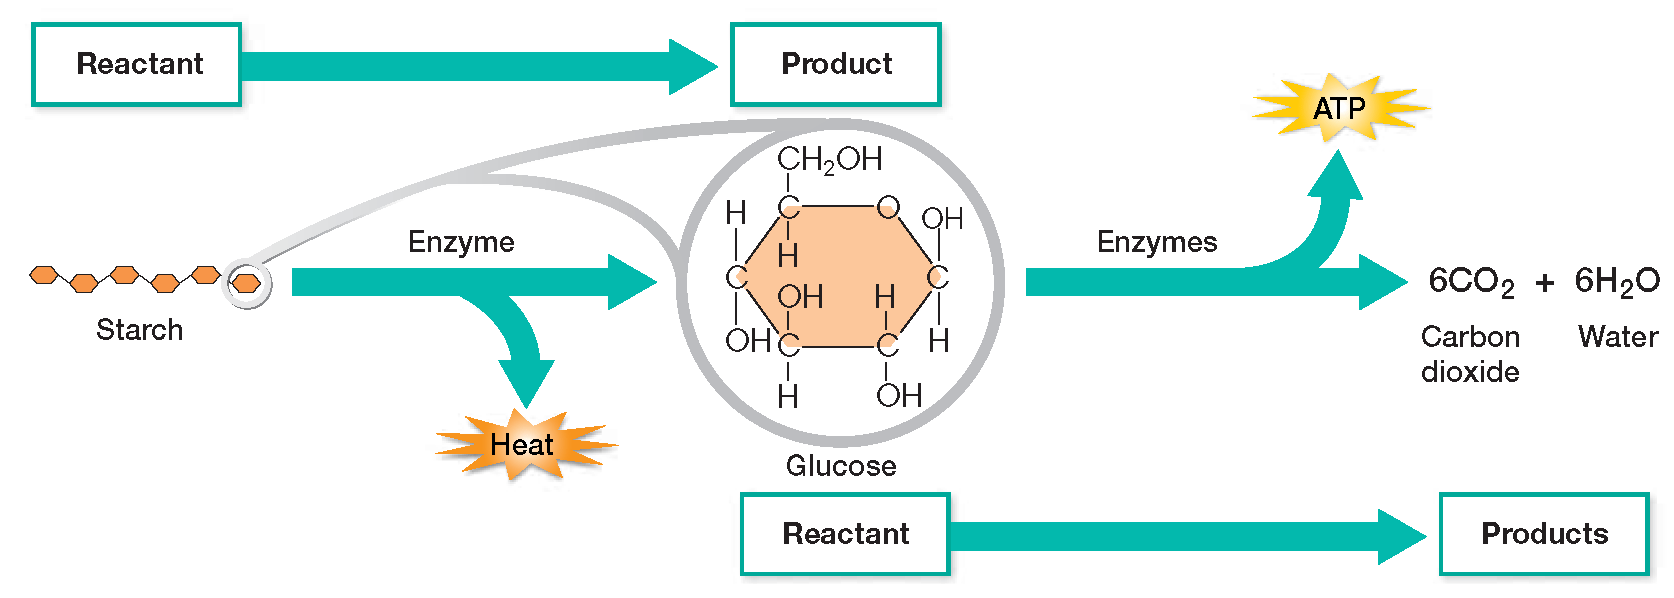 Reactant
Product
ATP
CH₂OH
H
C
O
OH
Enzyme
Enzymes
H
C
C
OH
H
6CO₂ + 6H₂O
Starch
OH
C
C
H
Carbon
dioxide
Water
H
OH
Heat
Glucose
Reactant
Products